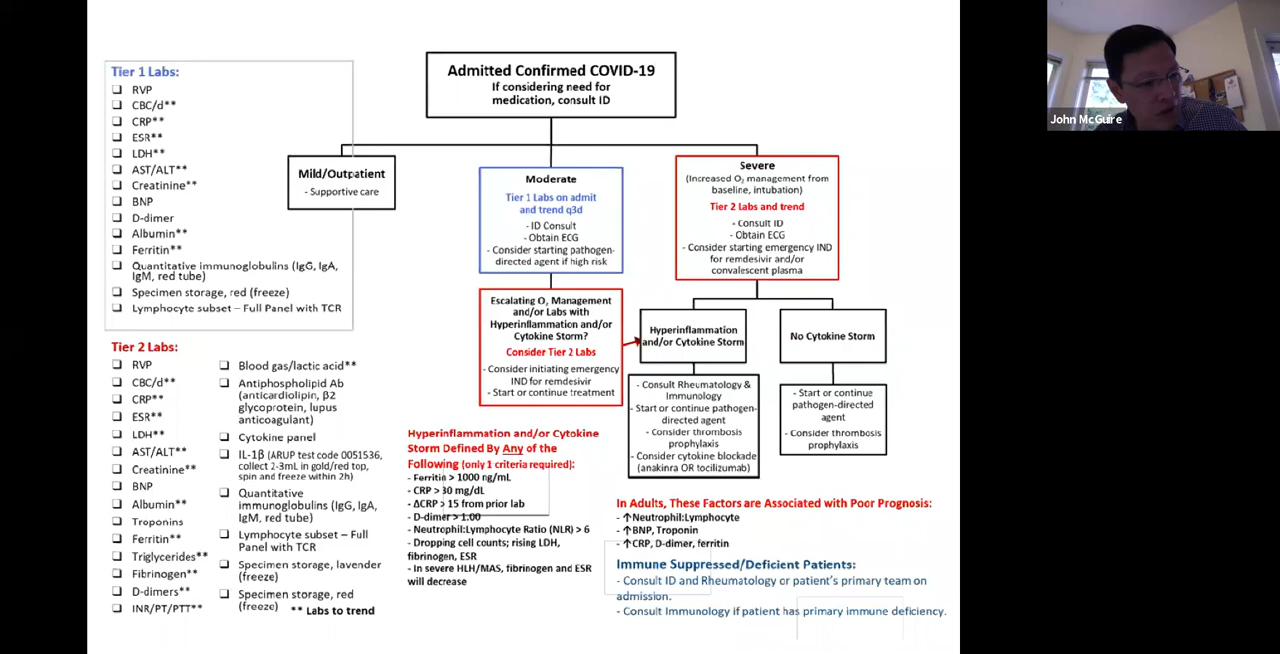 Admitted Confirmed COVID-19
If considering need for
medication, consult ID
Tier 1 Labs:
RVP
CBC/d**
CRP**
ESR**
LDH**
AST/ALT**
Creatinine**
BNP
D-dimer
Albumin**
Ferritin**
Quantitative immunoglobulins (IgG, IgA,
IgM, red tube)
Specimen storage, red (freeze)
Lymphocyte subset – Full Panel with TCR
Mild/Outpatient
- Supportive care
Moderate
Tier 1 Labs on admit
and trend q3d
- ID Consult
- Obtain ECG
- Consider starting pathogen-
directed agent if high risk
Severe
(Increased O₂ management from
baseline, intubation)
Tier 2 Labs and trend
- Consult ID
- Obtain ECG
- Consider starting emergency IND
for remdesivir and/or
convalescent plasma
Escalating O₂ Management
and/or Labs with
Hyperinflammation and/or
Cytokine Storm?
Consider Tier 2 Labs
- Consider initiating emergency
IND for remdesivir
- Start or continue treatment
Hyperinflammation
and/or Cytokine Storm
No Cytokine Storm
- Consult Rheumatology &
Immunology
- Start or continue pathogen-
directed agent
- Consider thrombosis
prophylaxis
- Consider cytokine blockade
(anakinra OR tocilizumab)
- Start or continue
pathogen-directed
agent
- Consider thrombosis
prophylaxis
Tier 2 Labs:
RVP
CBC/d**
CRP**
ESR**
LDH**
AST/ALT**
Creatinine**
BNP
Albumin**
Troponins
Ferritin**
Triglycerides**
Fibrinogen**
D-dimers**
INR/PT/PTT**
Blood gas/lactic acid**
Antiphospholipid Ab
(anticardiolipin, β2
glycoprotein, lupus
anticoagulant)
Cytokine panel
IL-1β (ARUP test code 0051536,
collect 2-3mL in gold/red top,
spin and freeze within 2h)
Quantitative
immunoglobulins (IgG, IgA,
IgM, red tube)
Lymphocyte subset – Full
Panel with TCR
Specimen storage, lavender
(freeze)
Specimen storage, red
(freeze)
** Labs to trend
Hyperinflammation and/or Cytokine
Storm Defined By Any of the
Following (only 1 criteria required):
- Ferritin > 1000 ng/mL
- CRP > 30 mg/dL
- ΔCRP > 15 from prior lab
- D-dimer > 1.00
- Neutrophil:Lymphocyte Ratio (NLR) > 6
- Dropping cell counts; rising LDH,
fibrinogen, ESR
- In severe HLH/MAS, fibrinogen and ESR
will decrease
In Adults, These Factors are Associated with Poor Prognosis:
- ↑Neutrophil:Lymphocyte
- ↑BNP, Troponin
- ↑CRP, D-dimer, ferritin
Immune Suppressed/Deficient Patients:
- Consult ID and Rheumatology or patient's primary team on
admission.
- Consult Immunology if patient has primary immune deficiency.
John McGuire